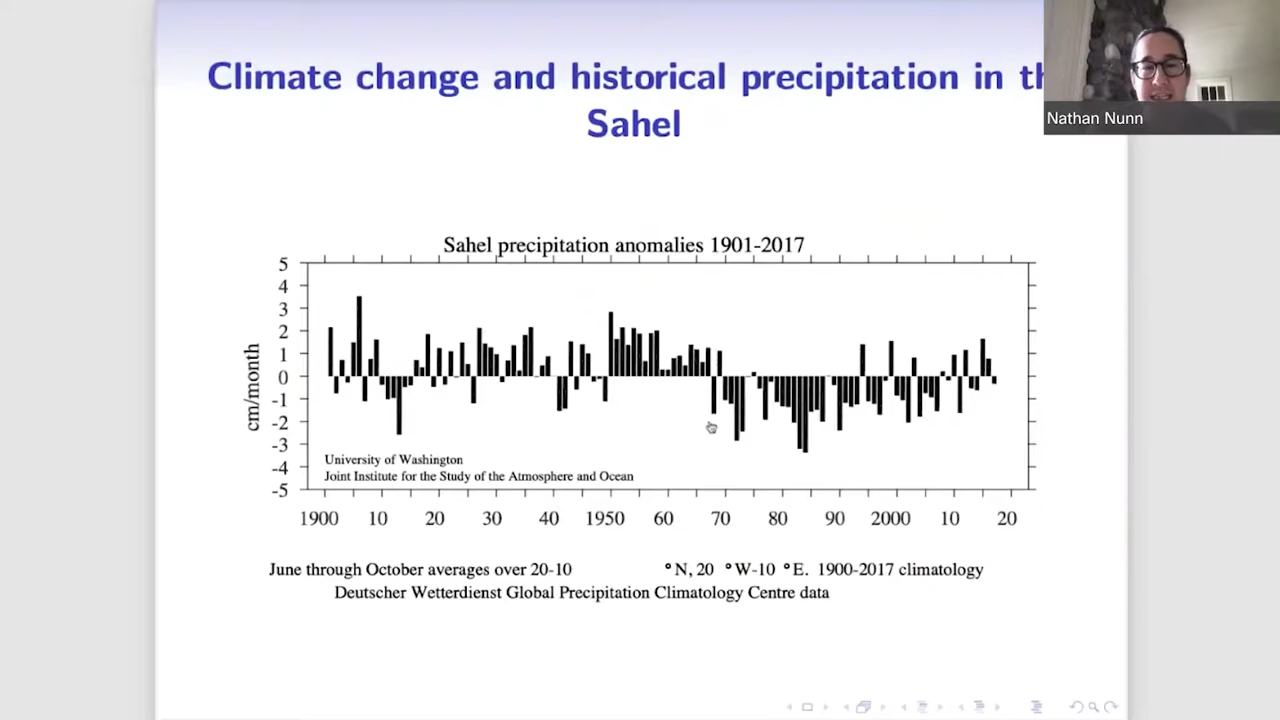 Climate change and historical precipitation in th
Sahel
Nathan Nunn
Sahel precipitation anomalies 1901-2017
5
4
3
2
1
0
-1
-2
-3
-4
-5
cm/month
University of Washington
Joint Institute for the Study of the Atmosphere and Ocean
1900 10 20 30 40 1950 60 70 80 90 2000 10 20
June through October averages over 20-10 °N, 20 °W-10 °E. 1900-2017 climatology
Deutscher Wetterdienst Global Precipitation Climatology Centre data